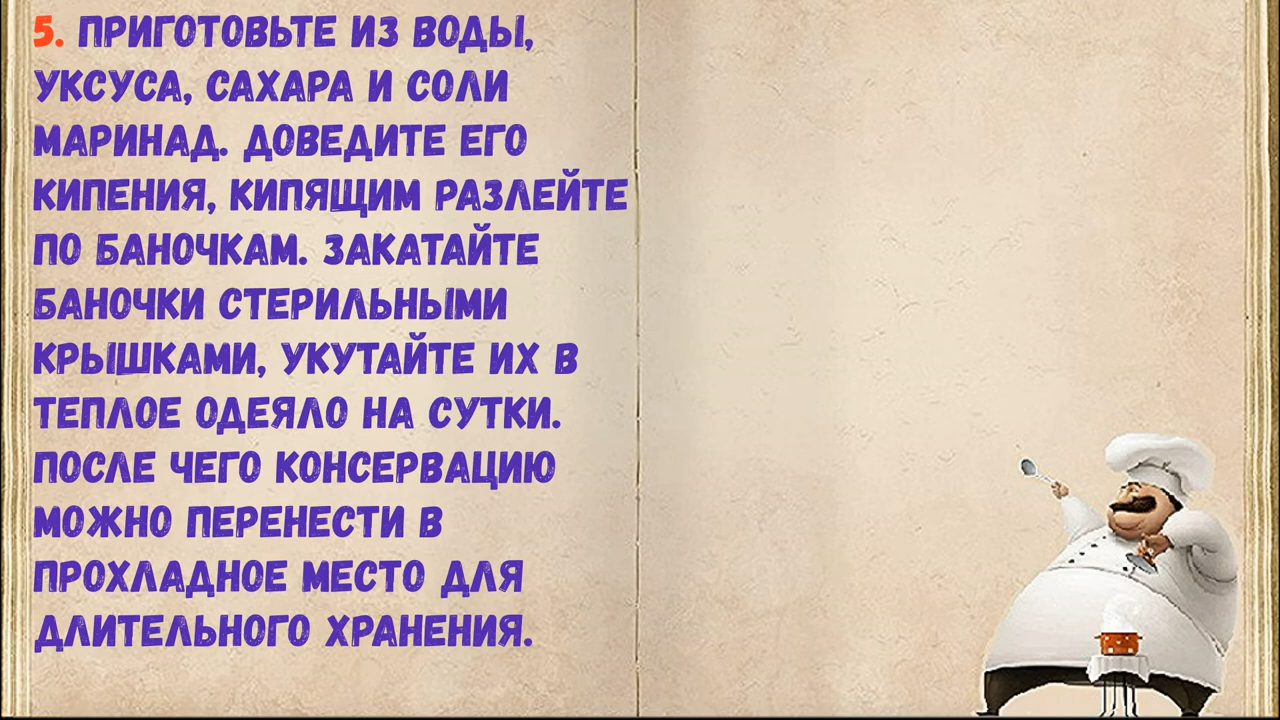 5. ПРИГОТОВЬТЕ ИЗ ВОДЫ,
УКСУСА, САХАРА И СОЛИ
МАРИНАД. ДОВЕДИТЕ ЕГО
КИПЕНИЯ, КИПЯЩИМ РАЗЛЕЙТЕ
ПО БАНОЧКАМ. ЗАКАТАЙТЕ
БАНОЧКИ СТЕРИЛЬНЫМИ
КРЫШКАМИ, УКУТАЙТЕ ИХ В
ТЕПЛОЕ ОДЕЯЛО НА СУТКИ.
ПОСЛЕ ЧЕГО КОНСЕРВАЦИЮ
МОЖНО ПЕРЕНЕСТИ В
ПРОХЛАДНОЕ МЕСТО ДЛЯ
ДЛИТЕЛЬНОГО ХРАНЕНИЯ.